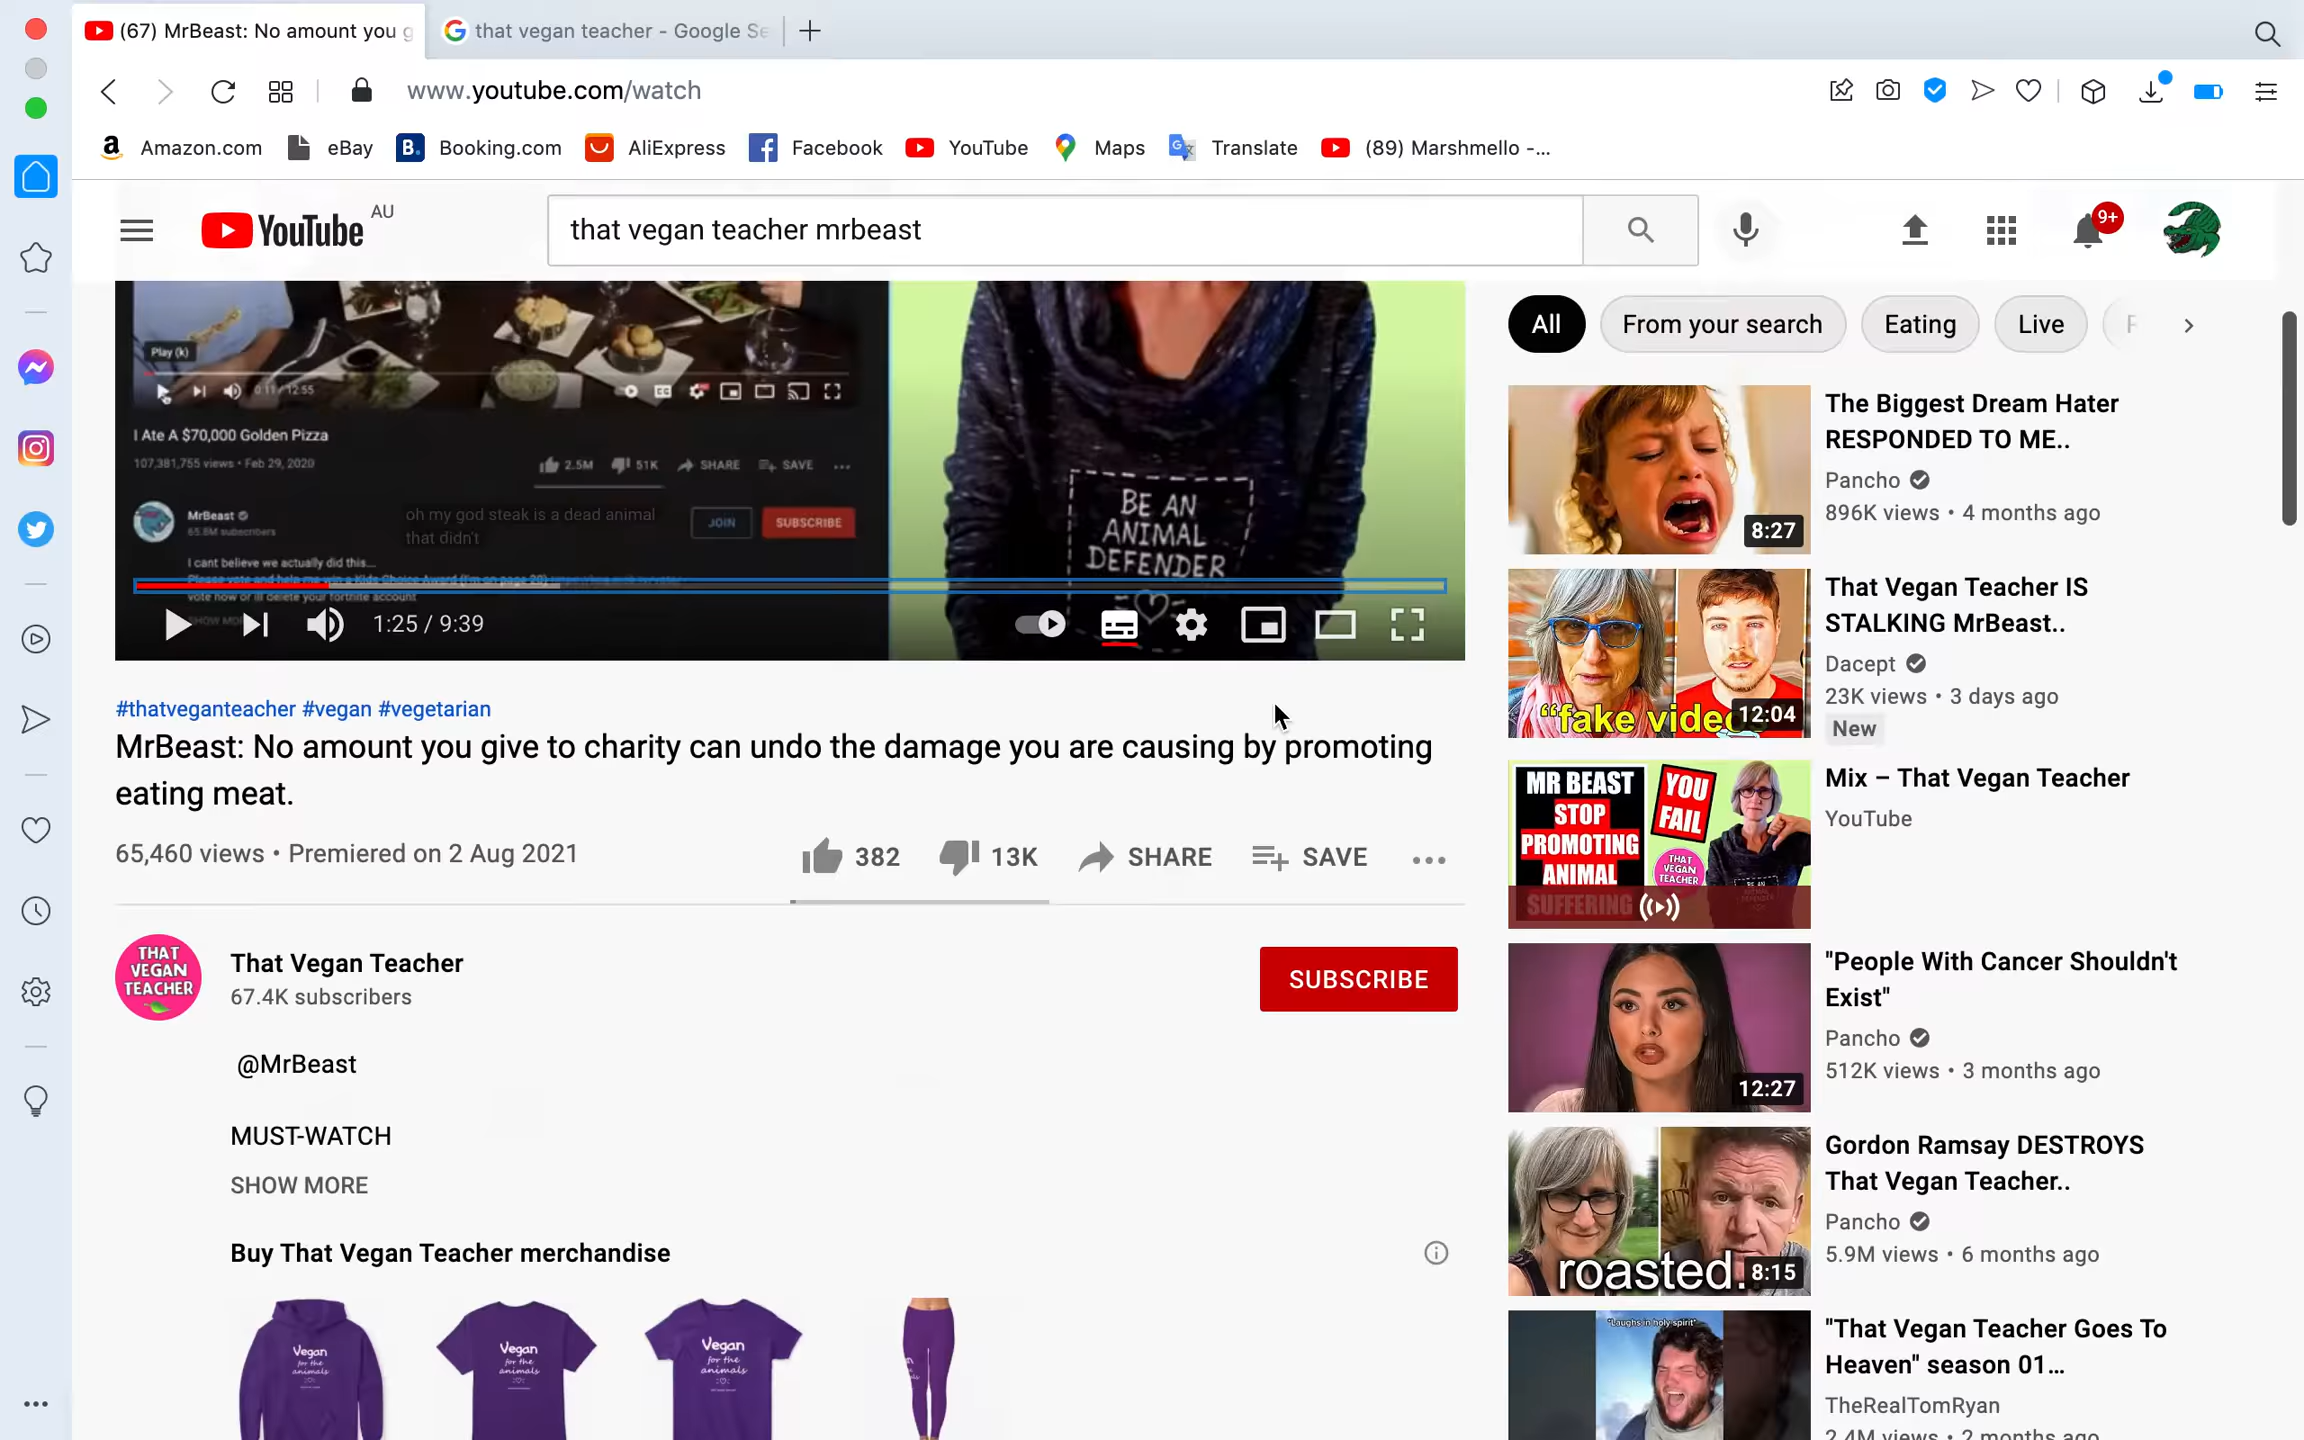 (67) MrBeast: No amount you g
that vegan teacher - Google Se
www.youtube.com/watch
Amazon.com
eBay
Booking.com
AliExpress
Facebook
YouTube
Maps
Translate
(89) Marshmello -...
YouTube AU
that vegan teacher mrbeast
9+
Play (k)
0:11 / 12:55
I Ate A $70,000 Golden Pizza
107,381,755 views • Feb 29, 2020
2.5M
51K
SHARE
SAVE
MrBeast
65.8M subscribers
oh my god steak is a dead animal
that didn't
JOIN
SUBSCRIBE
I cant believe we actually did this...
Please vote and help me win a Kids Choice Award (I'm on page 20)
vote now or ill delete your fortnite account
BE AN
ANIMAL
DEFENDER
1:25 / 9:39
#thatveganteacher #vegan #vegetarian
MrBeast: No amount you give to charity can undo the damage you are causing by promoting
eating meat.
65,460 views • Premiered on 2 Aug 2021
382
13K
SHARE
SAVE
THAT
VEGAN
TEACHER
That Vegan Teacher
67.4K subscribers
SUBSCRIBE
@MrBeast
MUST-WATCH
SHOW MORE
Buy That Vegan Teacher merchandise
Vegan
for the
animals
Vegan
for the
animals
Vegan
for the
animals
All
From your search
Eating
Live
8:27
The Biggest Dream Hater
RESPONDED TO ME..
Pancho
896K views • 4 months ago
"fake video
12:04
That Vegan Teacher IS
STALKING MrBeast..
Dacept
23K views • 3 days ago
New
MR BEAST
STOP
PROMOTING
ANIMAL
SUFFERING
YOU
FAIL
THAT
VEGAN
TEACHER
Mix – That Vegan Teacher
YouTube
12:27
"People With Cancer Shouldn't
Exist"
Pancho
512K views • 3 months ago
roasted.
8:15
Gordon Ramsay DESTROYS
That Vegan Teacher..
Pancho
5.9M views • 6 months ago
*Laughs in holy spirit*
"That Vegan Teacher Goes To
Heaven" season 01...
TheRealTomRyan
2.4M views • 2 months ago